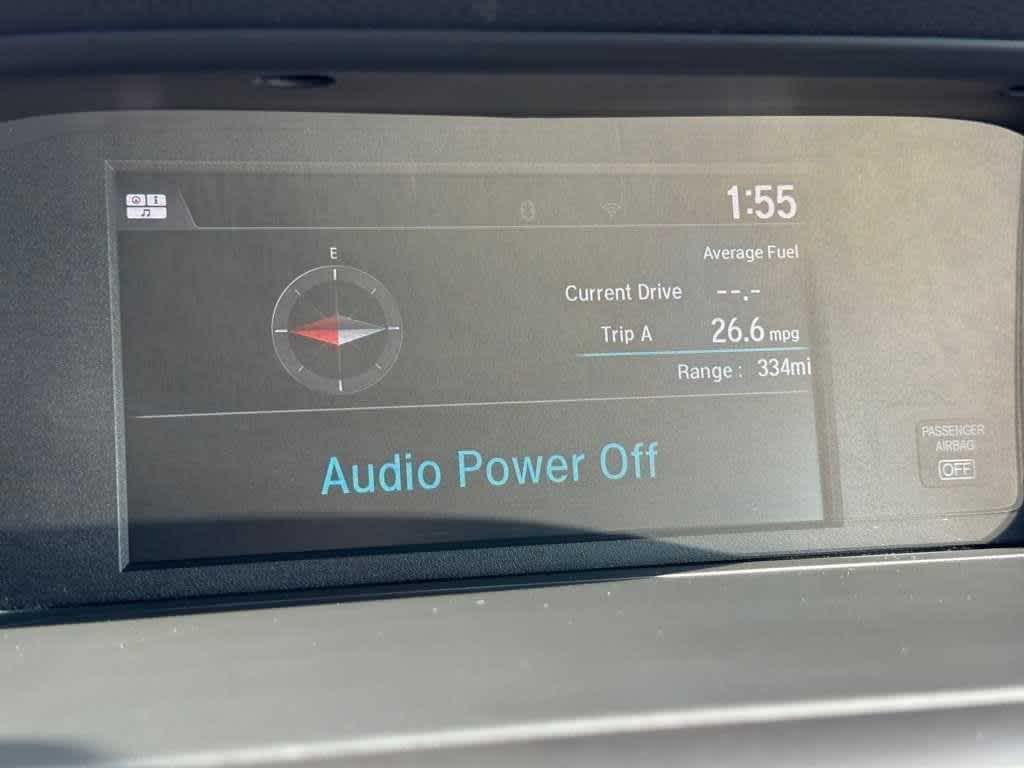 i
1:55
E
Average Fuel
Current Drive --.-
Trip A 26.6 mpg
Range : 334mi
Audio Power Off
PASSENGER
AIRBAG
OFF